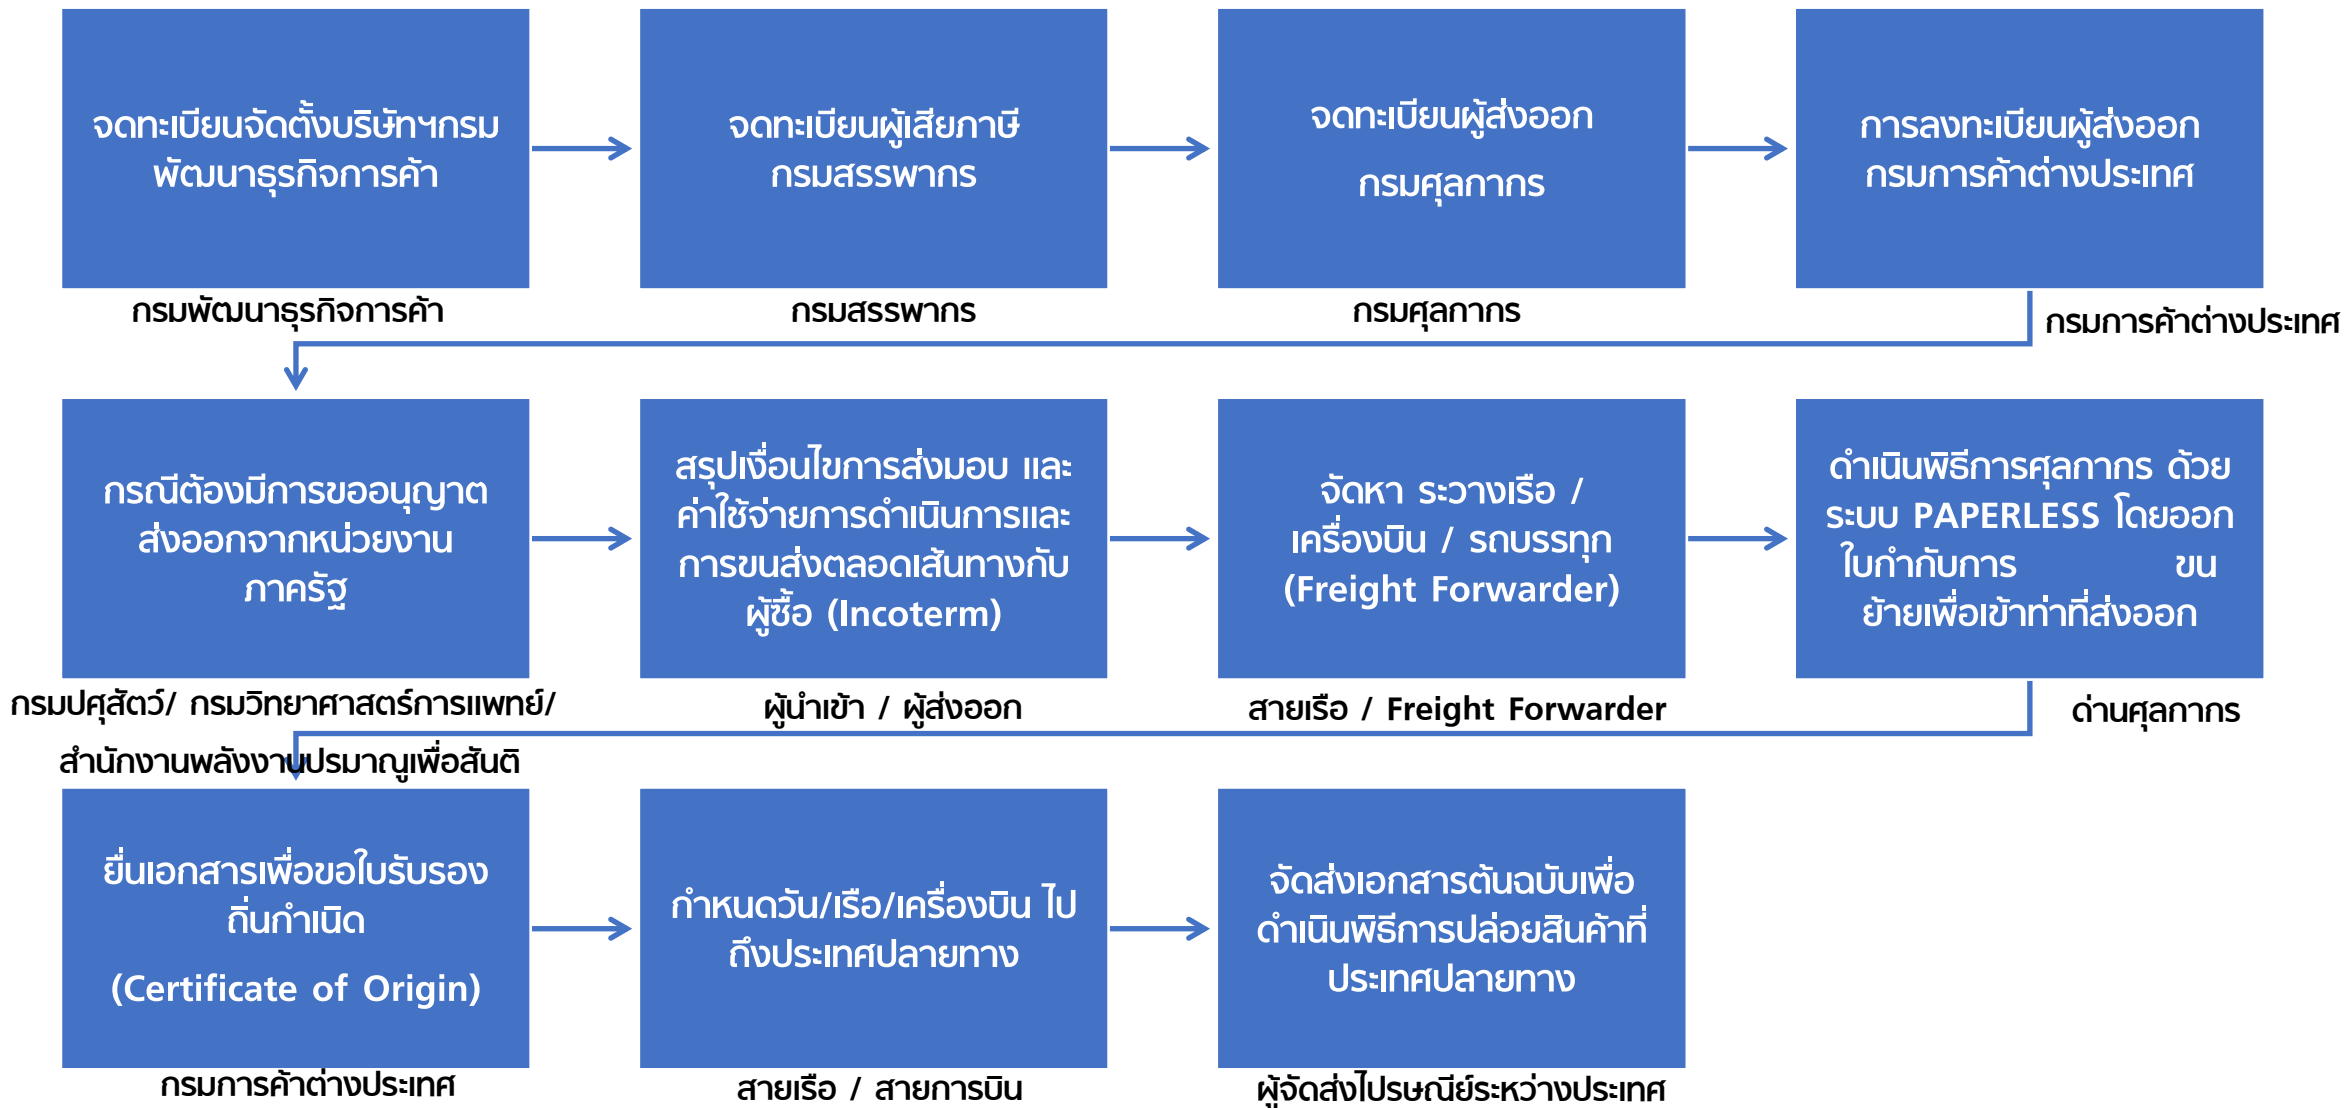 จดทะเบียนจัดตั้งบริษัทฯกรม
พัฒนาธุรกิจการค้า
กรมพัฒนาธุรกิจการค้า
จดทะเบียนผู้เสียภาษี
กรมสรรพากร
กรมสรรพากร
จดทะเบียนผู้ส่งออก
กรมศุลกากร
กรมศุลกากร
การลงทะเบียนผู้ส่งออก
กรมการค้าต่างประเทศ
กรมการค้าต่างประเทศ
กรณีต้องมีการขออนุญาต
ส่งออกจากหน่วยงาน
ภาครัฐ
กรมปศุสัตว์/ กรมวิทยาศาสตร์การแพทย์/
สำนักงานพลังงานปรมาณูเพื่อสันติ
สรุปเงื่อนไขการส่งมอบ และ
ค่าใช้จ่ายการดำเนินการและ
การขนส่งตลอดเส้นทางกับ
ผู้ซื้อ (Incoterm)
ผู้นำเข้า / ผู้ส่งออก
จัดหา ระวางเรือ /
เครื่องบิน / รถบรรทุก
(Freight Forwarder)
สายเรือ / Freight Forwarder
ดำเนินพิธีการศุลกากร ด้วย
ระบบ PAPERLESS โดยออก
ใบกำกับการ ขน
ย้ายเพื่อเข้าท่าที่ส่งออก
ด่านศุลกากร
ยื่นเอกสารเพื่อขอใบรับรอง
ถิ่นกำเนิด
(Certificate of Origin)
กรมการค้าต่างประเทศ
กำหนดวัน/เรือ/เครื่องบิน ไป
ถึงประเทศปลายทาง
สายเรือ / สายการบิน
จัดส่งเอกสารต้นฉบับเพื่อ
ดำเนินพิธีการปล่อยสินค้าที่
ประเทศปลายทาง
ผู้จัดส่งไปรษณีย์ระหว่างประเทศ